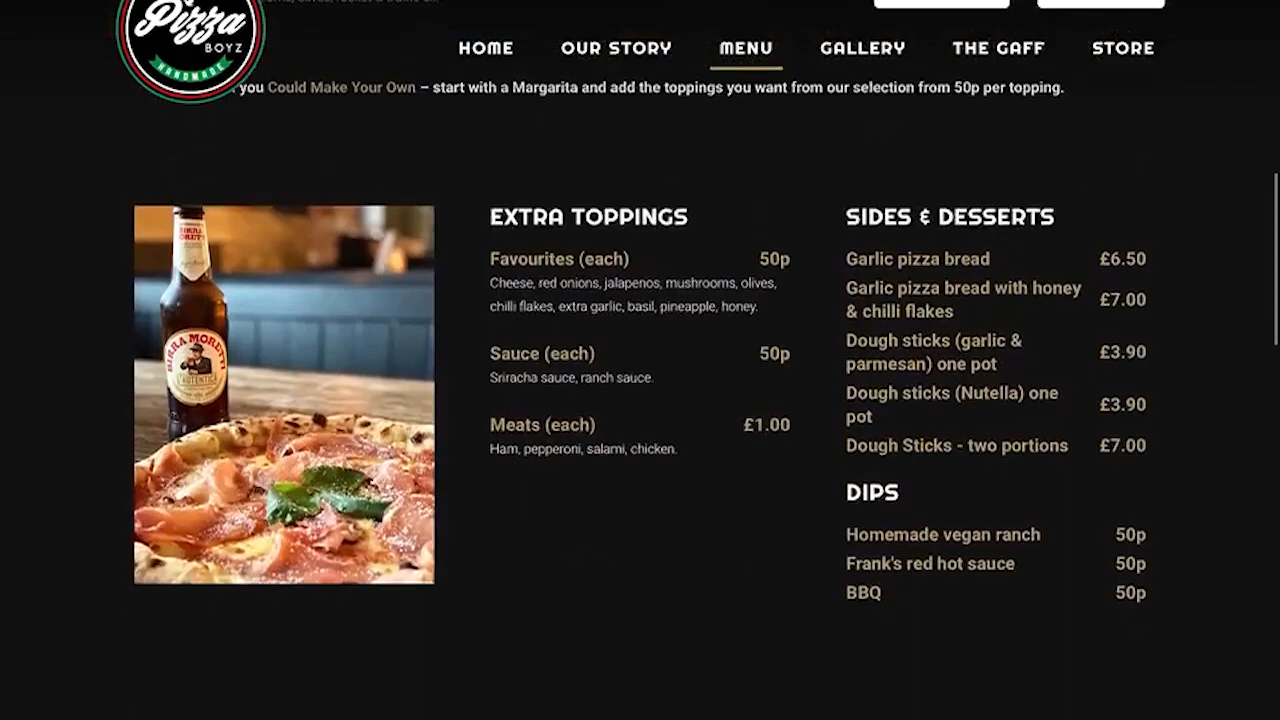 Pizza
BOYZ
HANDMADE
HOME OUR STORY MENU GALLERY THE GAFF STORE
you Could Make Your Own – start with a Margarita and add the toppings you want from our selection from 50p per topping.
BIRRA MORETTI
L'AUTENTICA
EXTRA TOPPINGS
Favourites (each) 50p
Cheese, red onions, jalapenos, mushrooms, olives,
chilli flakes, extra garlic, basil, pineapple, honey.
Sauce (each) 50p
Sriracha sauce, ranch sauce.
Meats (each) £1.00
Ham, pepperoni, salami, chicken.
SIDES & DESSERTS
Garlic pizza bread £6.50
Garlic pizza bread with honey
& chilli flakes £7.00
Dough sticks (garlic &
parmesan) one pot £3.90
Dough sticks (Nutella) one
pot £3.90
Dough Sticks - two portions £7.00
DIPS
Homemade vegan ranch 50p
Frank's red hot sauce 50p
BBQ 50p